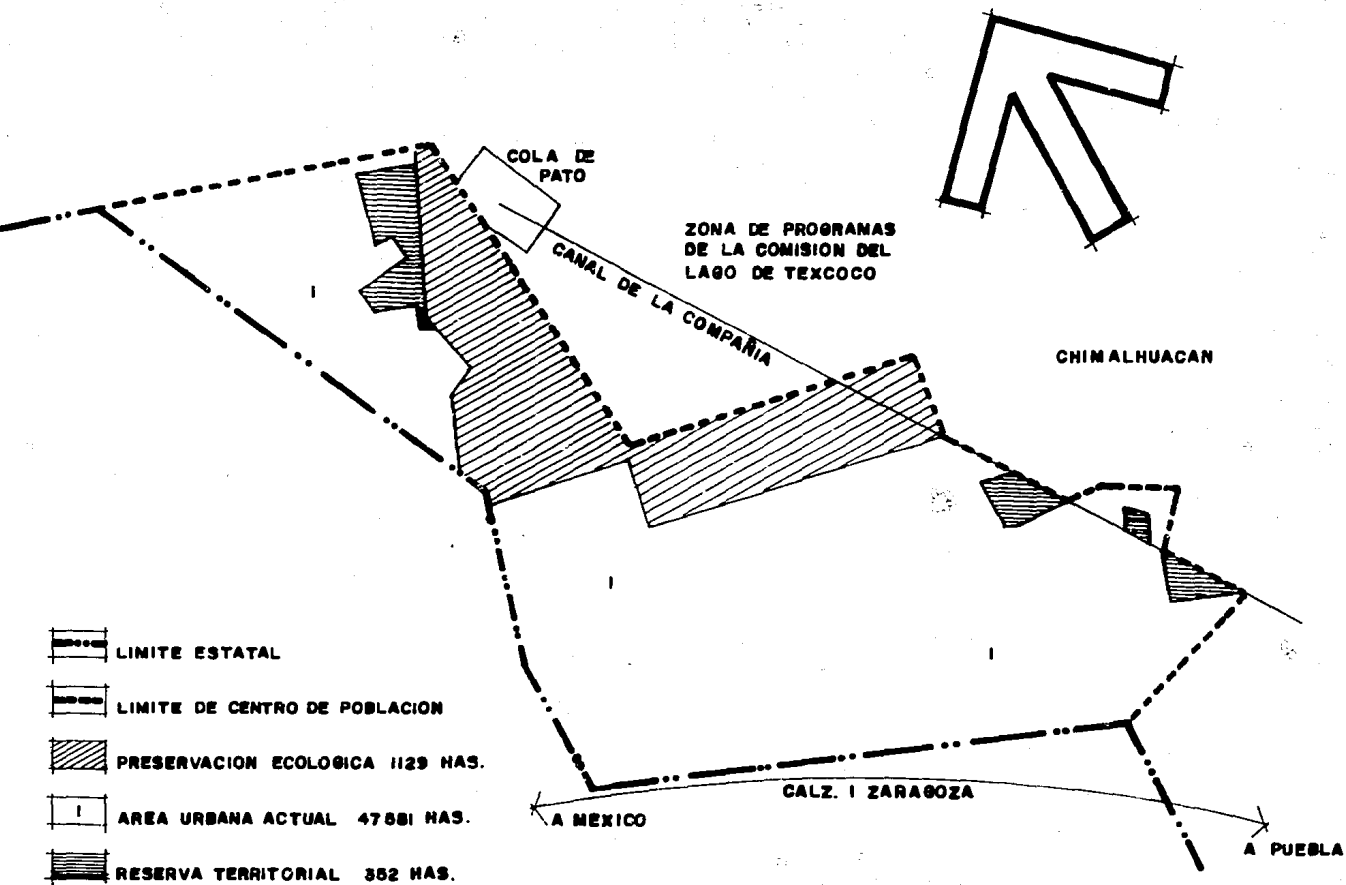 COLA DE
PATO
ZONA DE PROGRAMAS
DE LA COMISION DEL
LAGO DE TEXCOCO
CANAL DE LA COMPAÑIA
CHIMALHUACAN
I
I
I
LIMITE ESTATAL
LIMITE DE CENTRO DE POBLACION
PRESERVACION ECOLOGICA 1129 HAS.
I AREA URBANA ACTUAL 47581 HAS.
RESERVA TERRITORIAL 352 HAS.
CALZ. I ZARAGOZA
A MEXICO
A PUEBLA